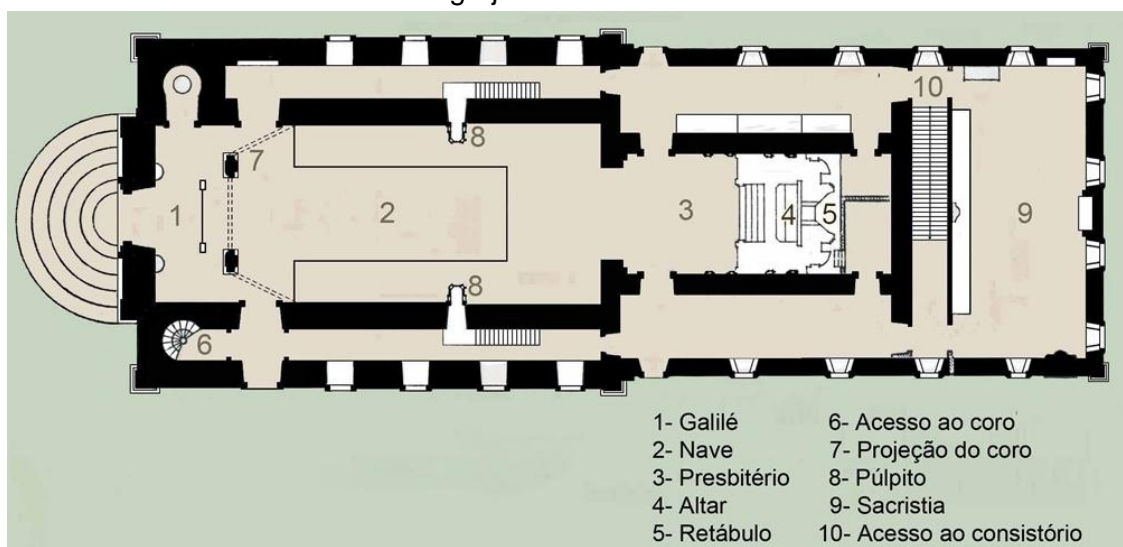 10
8
7
1
2
3
4
5
9
8
6
1- Galilé
2- Nave
3- Presbitério
4- Altar
5- Retábulo
6- Acesso ao coro
7- Projeção do coro
8- Púlpito
9- Sacristia
10- Acesso ao consistório